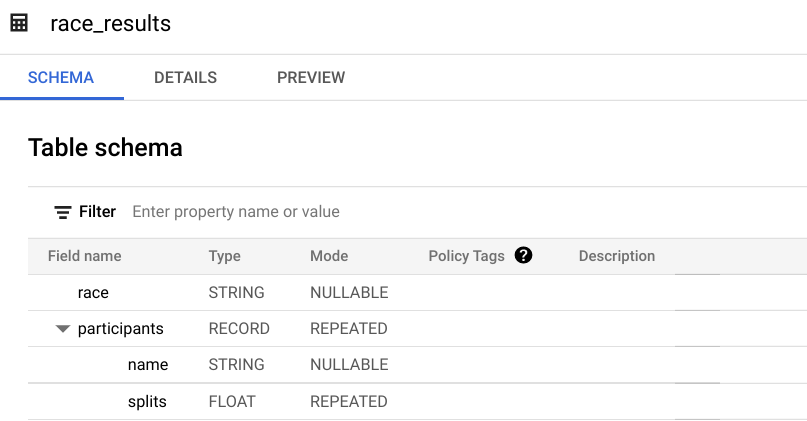 race_results
SCHEMA DETAILS PREVIEW
Table schema
Filter Enter property name or value
Field name Type Mode Policy Tags ? Description
race STRING NULLABLE
participants RECORD REPEATED
name STRING NULLABLE
splits FLOAT REPEATED